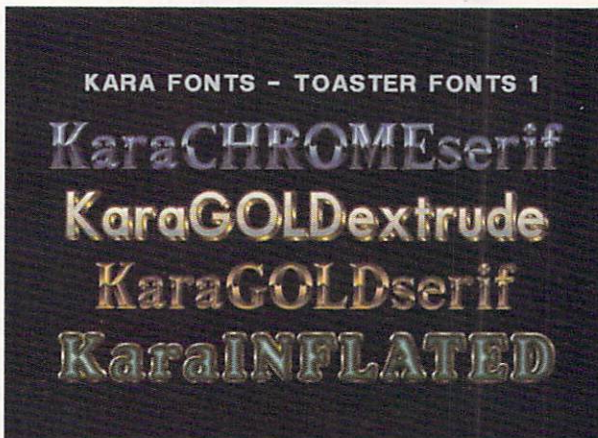 KARA FONTS – TOASTER FONTS 1
KaraCHROMEserif
KaraGOLDextrude
KaraGOLDserif
KaraINFLATED